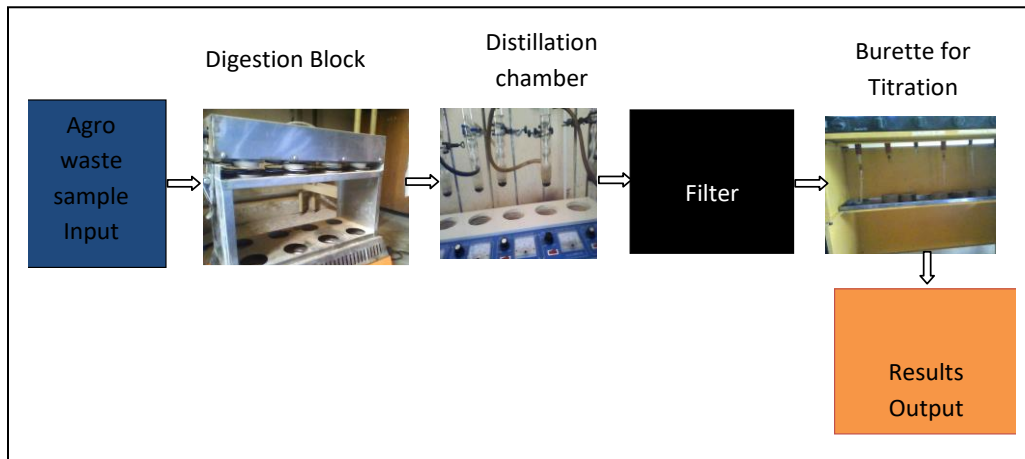 Digestion Block
Distillation
chamber
Burette for
Titration
Agro
waste
sample
Input
Filter
Results
Output